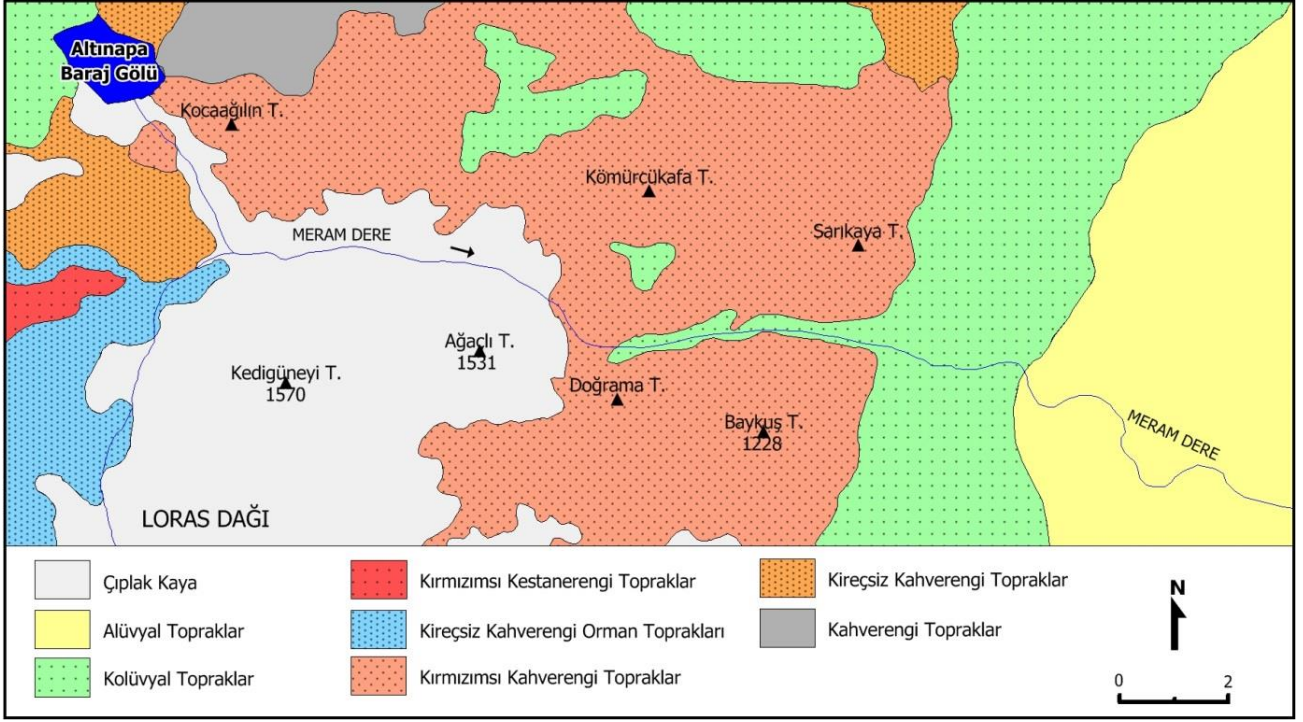 Altınapa
Baraj Gölü
Kocaağılın T.
Kömürcükafa T.
Sarıkaya T.
MERAM DERE
Ağaçlı T.
1531
Kedigüneyi T.
1570
Doğrama T.
Baykuş T.
1228
MERAM DERE
LORAS DAĞI
Çıplak Kaya
Alüvyal Topraklar
Kolüvyal Topraklar
Kırmızımsı Kestanerengi Topraklar
Kireçsiz Kahverengi Orman Toprakları
Kırmızımsı Kahverengi Topraklar
Kireçsiz Kahverengi Topraklar
Kahverengi Topraklar
N
0 2